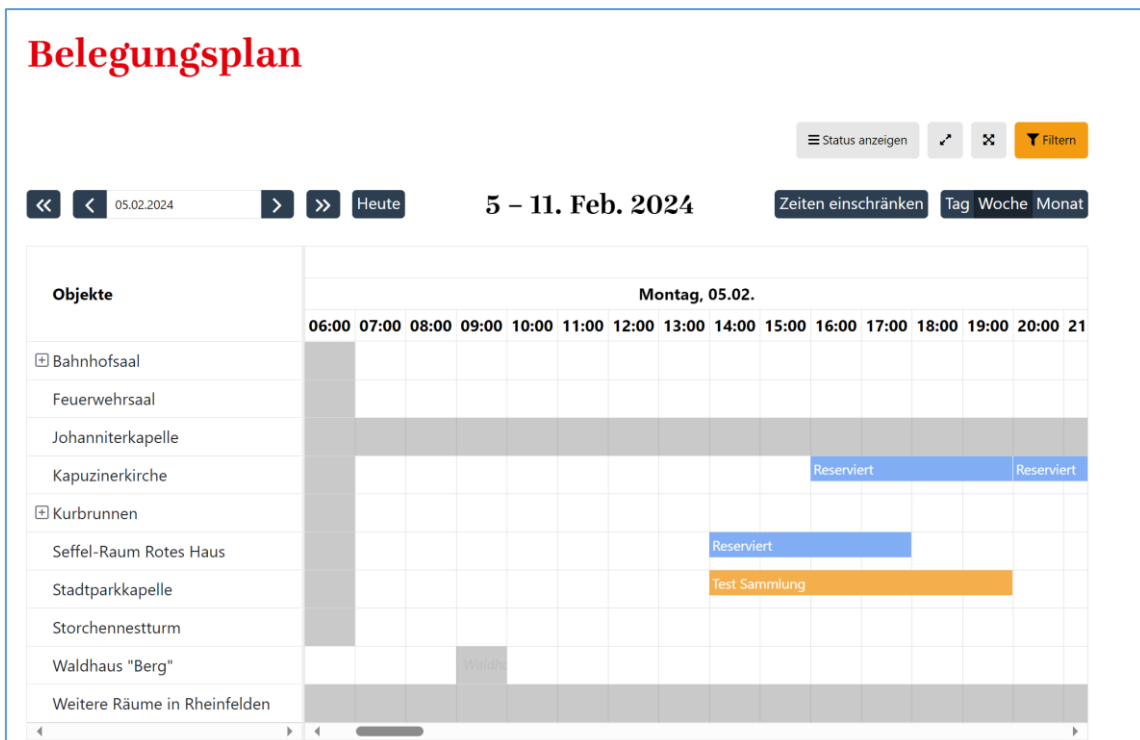 Belegungsplan
Status anzeigen
Filtern
05.02.2024
Heute
5 – 11. Feb. 2024
Zeiten einschränken
Tag Woche Monat
Objekte
Montag, 05.02.
06:00 07:00 08:00 09:00 10:00 11:00 12:00 13:00 14:00 15:00 16:00 17:00 18:00 19:00 20:00 21
Bahnhofsaal
Feuerwehrsaal
Johanniterkapelle
Kapuzinerkirche
Reserviert
Reserviert
Kurbrunnen
Seffel-Raum Rotes Haus
Reserviert
Stadtparkkapelle
Test Sammlung
Storchennestturm
Waldhaus "Berg"
Waldho
Weitere Räume in Rheinfelden